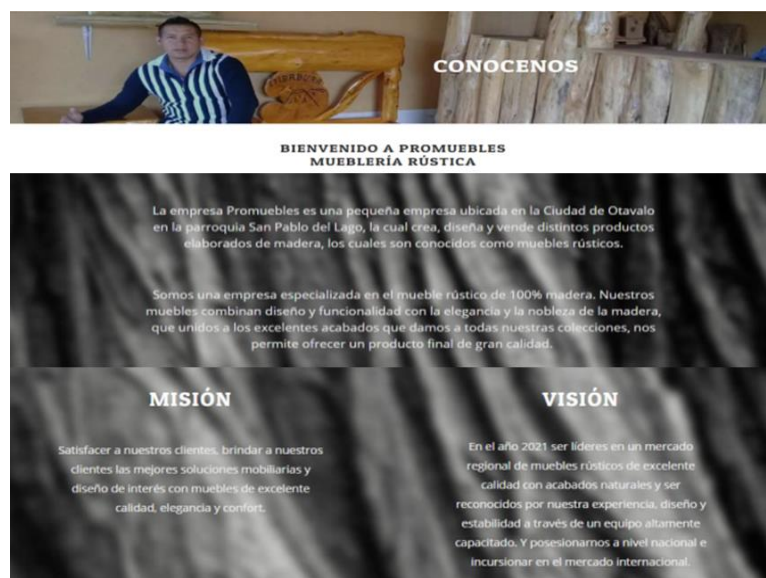 CONOCENOS
BIENVENIDO A PROMUEBLES
MUEBLERÍA RÚSTICA
La empresa Promuebles es una pequeña empresa ubicada en la Ciudad de Otavalo
en la parroquia San Pablo del Lago, la cual crea, diseña y vende distintos productos
elaborados de madera, los cuales son conocidos como muebles rústicos.
Somos una empresa especializada en el mueble rústico de 100% madera. Nuestros
muebles combinan diseño y funcionalidad con la elegancia y la nobleza de la madera,
que unidos a los excelentes acabados que damos a todas nuestras colecciones, nos
permite ofrecer un producto final de gran calidad.
MISIÓN
Satisfacer a nuestros clientes, brindar a nuestros
clientes las mejores soluciones mobiliarias y
diseño de interés con muebles de excelente
calidad, elegancia y confort.
VISIÓN
En el año 2021 ser líderes en un mercado
regional de muebles rústicos de excelente
calidad con acabados naturales y ser
reconocidos por nuestra experiencia, diseño y
estabilidad a través de un equipo altamente
capacitado. Y posesionarnos a nivel nacional e
incursionar en el mercado internacional.